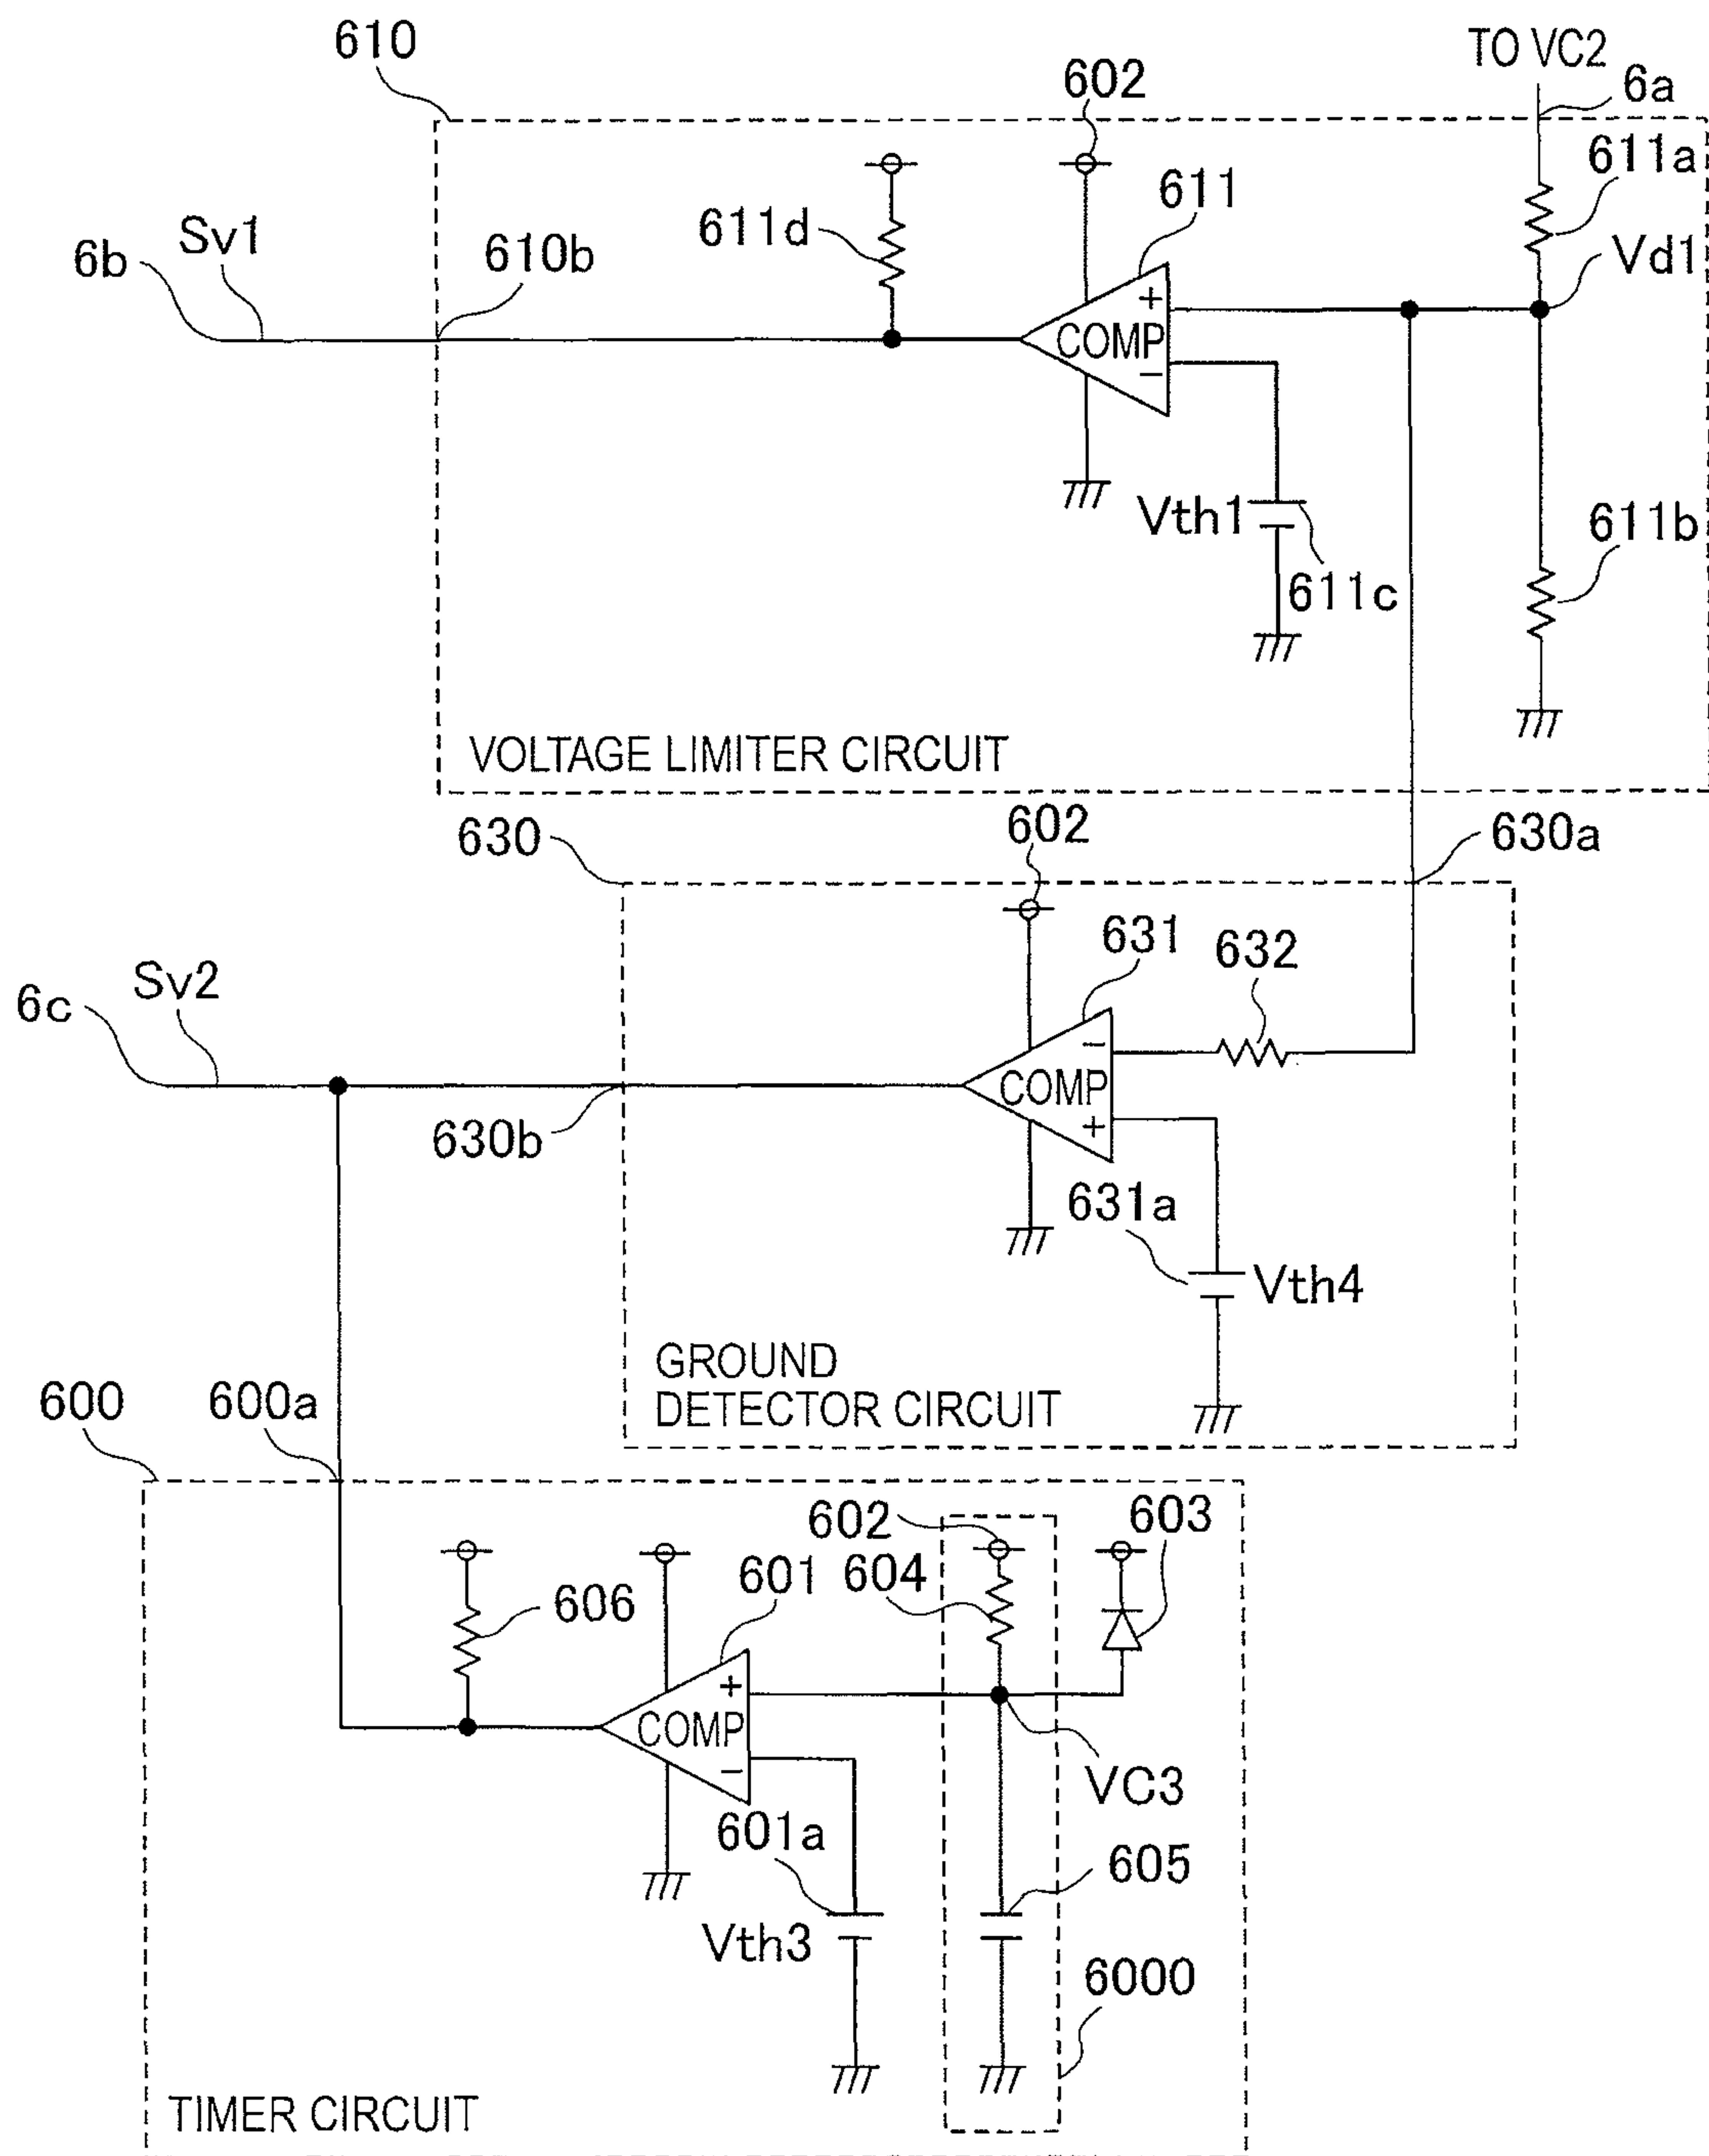 610
TO VC2
602
6a
611a
611
Sv1
611d
6b
610b
Vd1
+
COMP
−
Vth1
611b
611c
VOLTAGE LIMITER CIRCUIT
602
630
630a
631
632
Sv2
6c
−
COMP
+
630b
631a
Vth4
GROUND
DETECTOR CIRCUIT
600
600a
602
603
601
604
606
+
COMP
−
VC3
601a
605
Vth3
6000
TIMER CIRCUIT